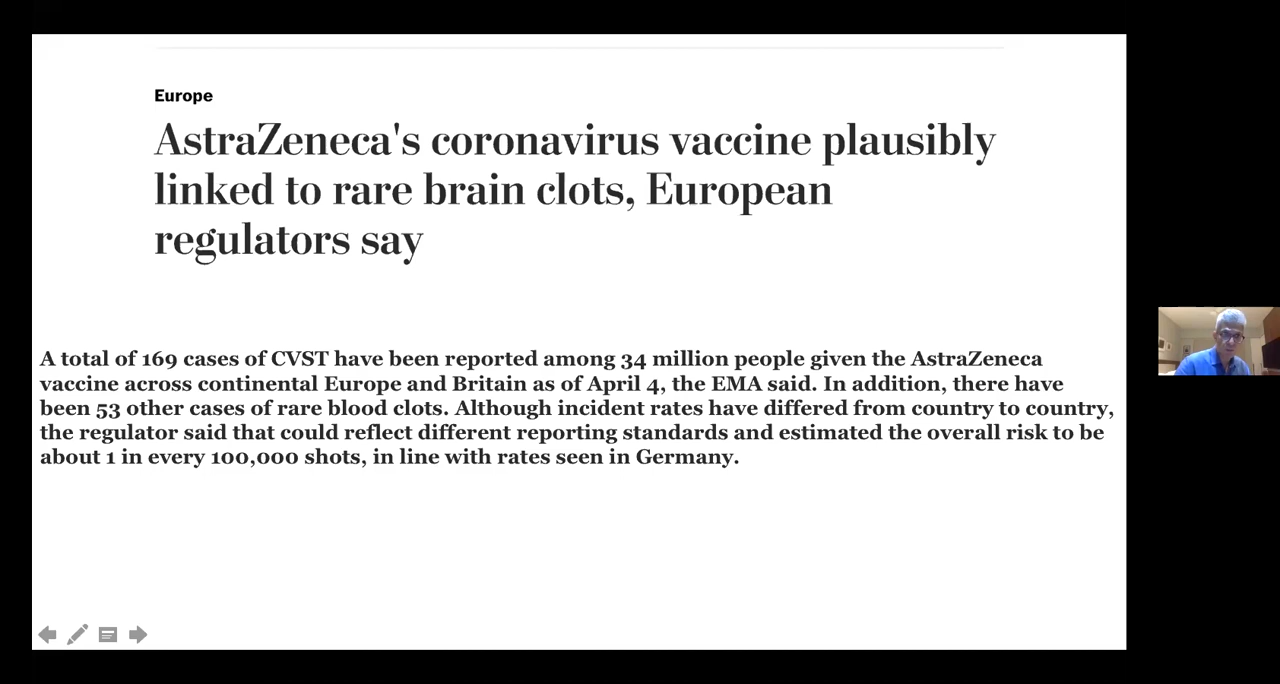 Europe
AstraZeneca's coronavirus vaccine plausibly
linked to rare brain clots, European
regulators say
A total of 169 cases of CVST have been reported among 34 million people given the AstraZeneca
vaccine across continental Europe and Britain as of April 4, the EMA said. In addition, there have
been 53 other cases of rare blood clots. Although incident rates have differed from country to country,
the regulator said that could reflect different reporting standards and estimated the overall risk to be
about 1 in every 100,000 shots, in line with rates seen in Germany.